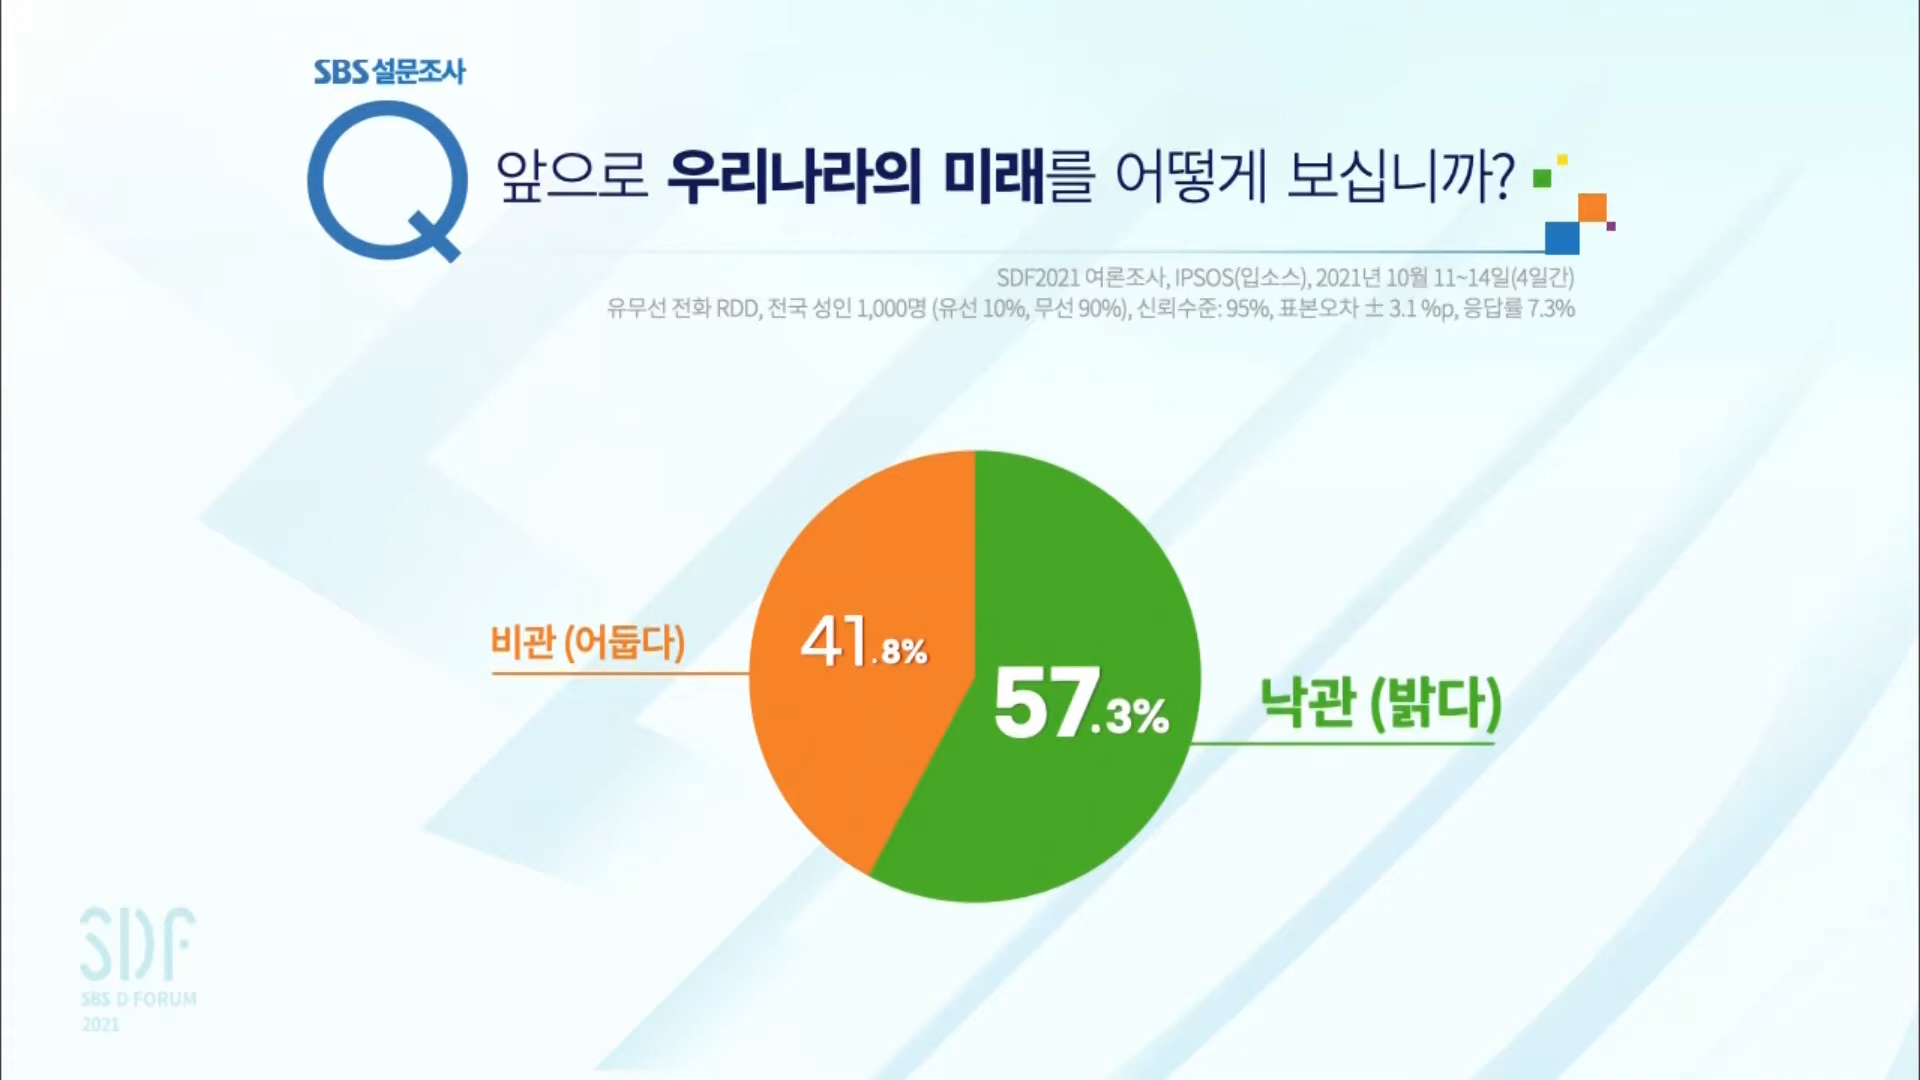 SBS 설문조사
Q 앞으로 우리나라의 미래를 어떻게 보십니까?
SDF2021 여론조사, IPSOS(입소스), 2021년 10월 11~14일(4일간)
유무선 전화 RDD, 전국 성인 1,000명 (유선 10%, 무선 90%), 신뢰수준: 95%, 표본오차 ± 3.1 %p, 응답률 7.3%
비관 (어둡다)
41.8%
57.3%
낙관 (밝다)
SDF
SBS D FORUM
2021